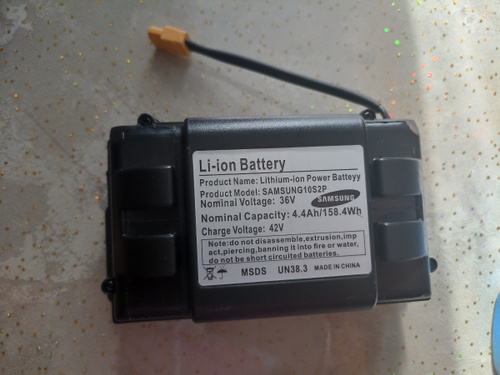 Li-ion Battery
Product Name: Lithium-ion Power Batteyy
Product Model: SAMSUNG10S2P
Nominal Voltage: 36V
SAMSUNG
Nominal Capacity: 4.4Ah/158.4Wh
Charge Voltage: 42V
Note:do not disassemble,extrusion,imp
act,piercing,banning it into fire or water,
do not be short circuited batteries.
MSDS UN38.3 MADE IN CHINA